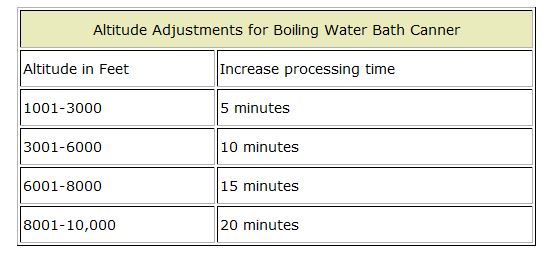 Altitude Adjustments for Boiling Water Bath Canner
Altitude in Feet Increase processing time
1001-3000 5 minutes
3001-6000 10 minutes
6001-8000 15 minutes
8001-10,000 20 minutes